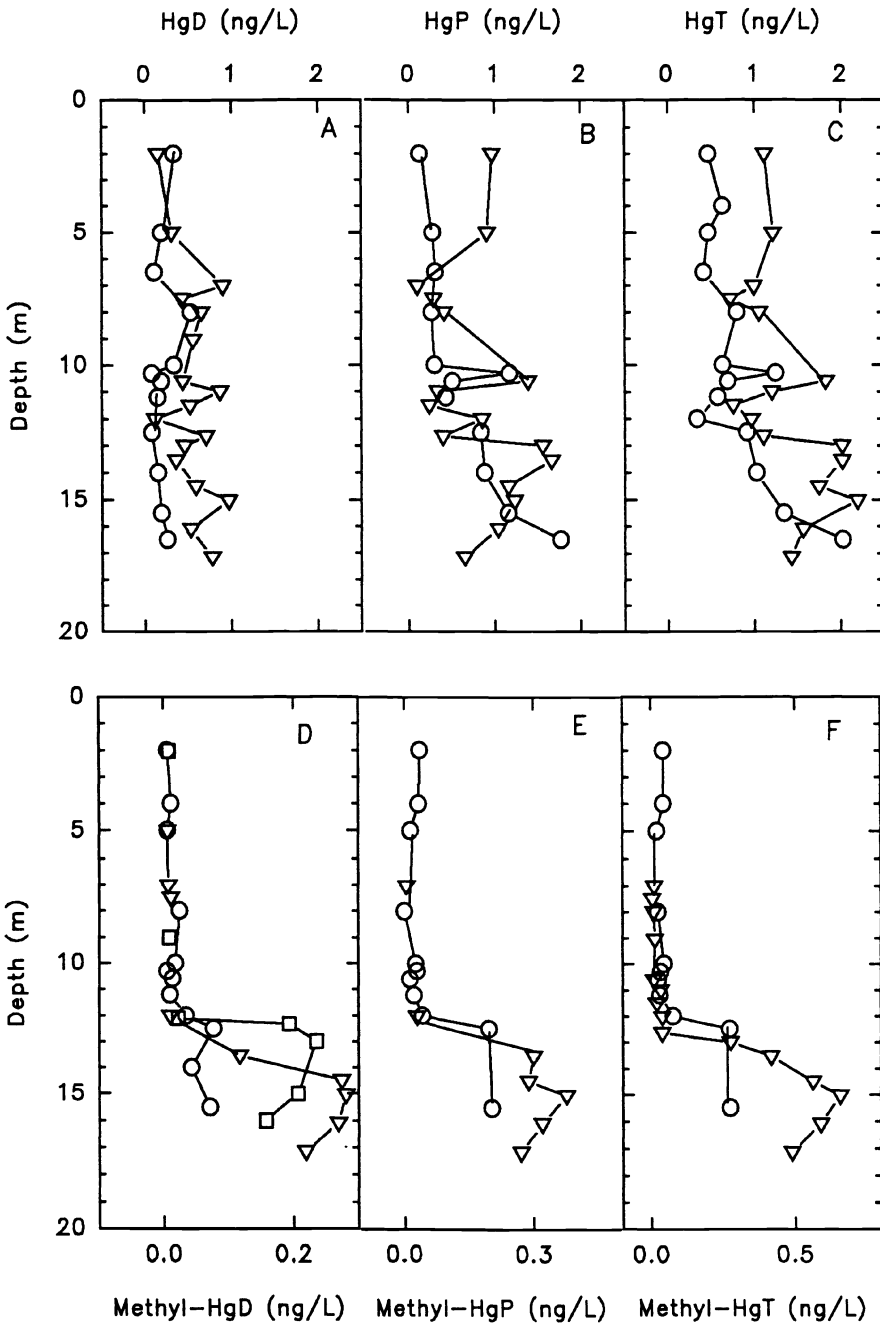 HgD (ng/L) HgP (ng/L) HgT (ng/L)
0 1 2 0 1 2 0 1 2
0
A B C
5
10
15
20
Depth (m)
0
D E F
5
10
15
20
Depth (m)
0.0 0.2 0.0 0.3 0.0 0.5
Methyl-HgD (ng/L) Methyl-HgP (ng/L) Methyl-HgT (ng/L)